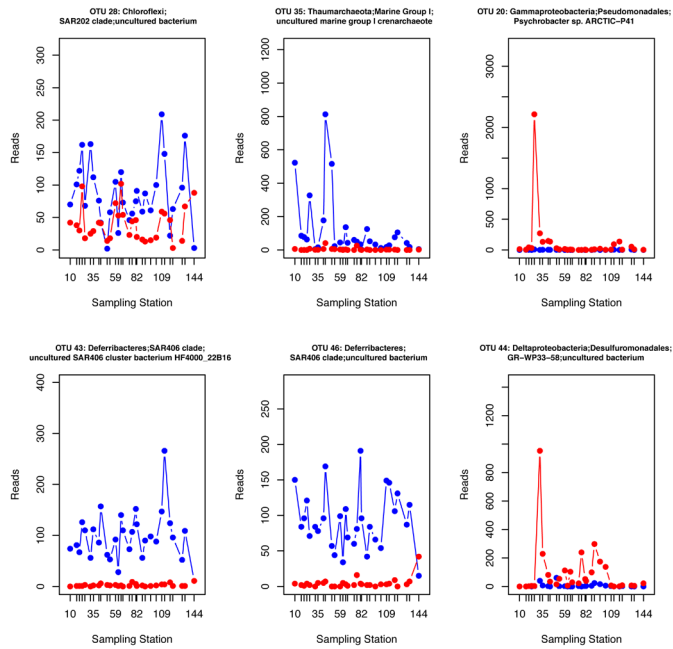 OTU 28: Chloroflexi;
SAR202 clade;uncultured bacterium
Reads
300
250
200
150
100
50
0
10 35 59 82 109 144
Sampling Station
OTU 35: Thaumarchaeota;Marine Group I;
uncultured marine group I crenarchaeote
Reads
1200
1000
800
600
400
200
0
10 35 59 82 109 144
Sampling Station
OTU 20: Gammaproteobacteria;Pseudomonadales;
Psychrobacter sp. ARCTIC−P41
Reads
3000
2000
1000
500
0
10 35 59 82 109 144
Sampling Station
OTU 43: Deferribacteres;SAR406 clade;
uncultured SAR406 cluster bacterium HF4000_22B16
Reads
400
300
200
100
0
10 35 59 82 109 144
Sampling Station
OTU 46: Deferribacteres;
SAR406 clade;uncultured bacterium
Reads
250
200
150
100
50
0
10 35 59 82 109 144
Sampling Station
OTU 44: Deltaproteobacteria;Desulfuromonadales;
GR−WP33−58;uncultured bacterium
Reads
1400
1000
800
600
400
200
0
10 35 59 82 109 144
Sampling Station